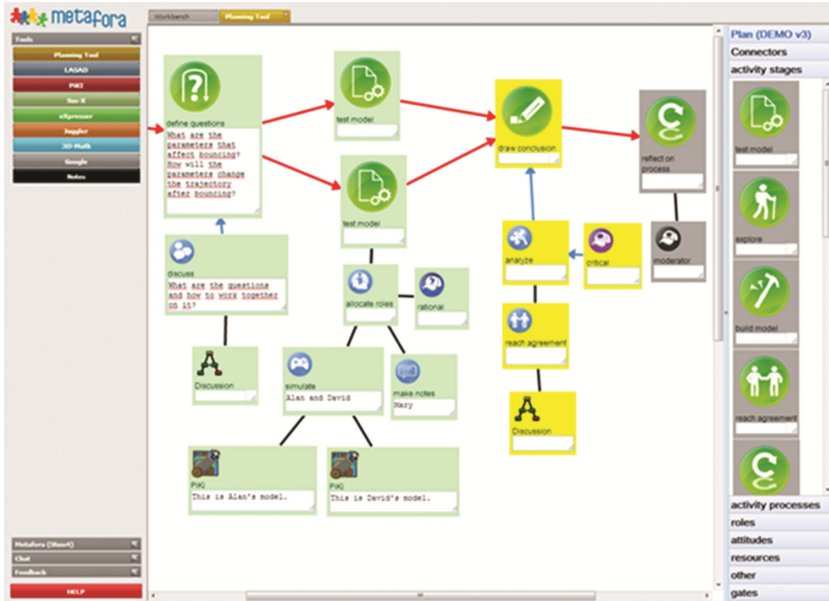 metafora
Workbench
Planning Tool
Tools
Planning Tool
LASAD
PiKI
Sus-X
eXpresser
Juggler
3D-Math
Google
Notes
define questions
What are the
parameters that
affect bouncing?
How will the
parameters change
the trajectory
after bouncing?
test model
test model
draw conclusion
reflect on
process
discuss
What are the questions
and how to work together
on it?
Discussion
allocate roles
rational
simulate
Alan and David
make notes
Mary
PiKI
This is Alan's model.
PiKI
This is David's model.
analyze
critical
moderator
reach agreement
Discussion
Plan (DEMO v3)
Connectors
activity stages
test model
explore
build model
reach agreement
activity processes
roles
attitudes
resources
other
gates
Metafora (Stuart)
Chat
Feedback
HELP